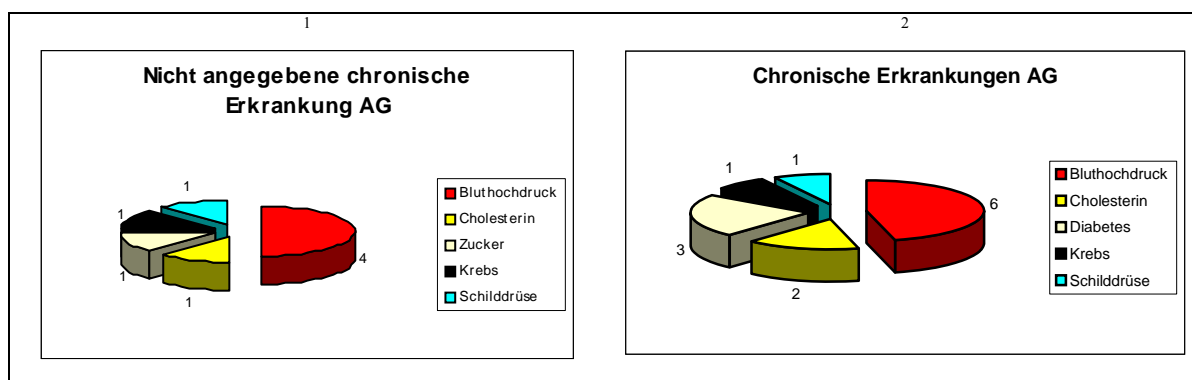 1
Nicht angegebene chronische
Erkrankung AG
1
1
1
1
4
Bluthochdruck
Cholesterin
Zucker
Krebs
Schilddrüse
2
Chronische Erkrankungen AG
1
1
3
2
6
Bluthochdruck
Cholesterin
Diabetes
Krebs
Schilddrüse